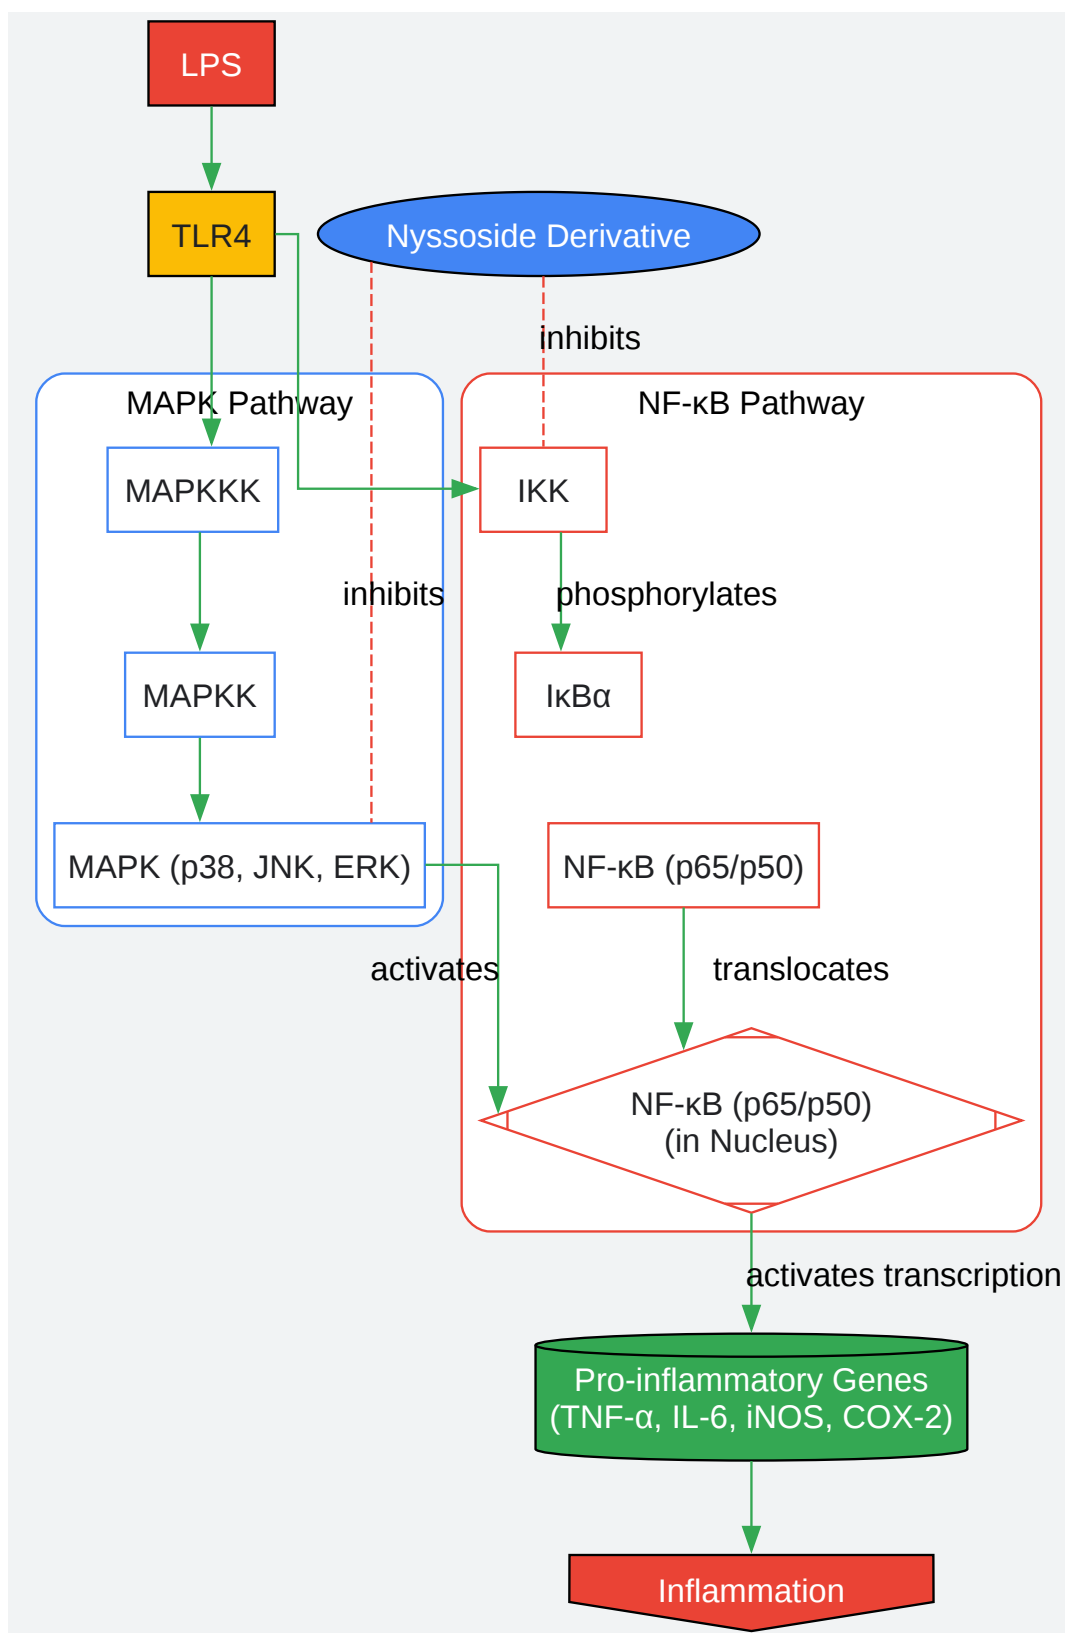 LPS
TLR4
Nyssoside Derivative
inhibits
MAPK Pathway
NF-κB Pathway
MAPKKK
IKK
inhibits
phosphorylates
MAPKK
IκBα
MAPK (p38, JNK, ERK)
NF-κB (p65/p50)
activates
translocates
NF-κB (p65/p50)
(in Nucleus)
activates transcription
Pro-inflammatory Genes
(TNF-α, IL-6, iNOS, COX-2)
Inflammation